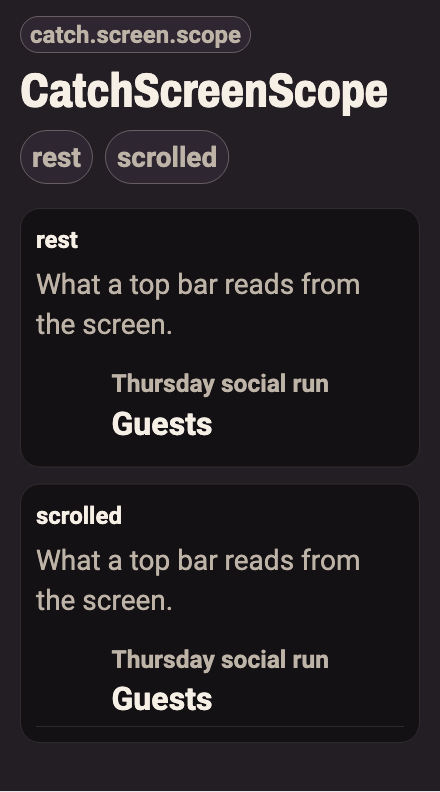 catch.screen.scope
CatchScreenScope
rest
scrolled
rest
What a top bar reads from
the screen.
Thursday social run
Guests
scrolled
What a top bar reads from
the screen.
Thursday social run
Guests